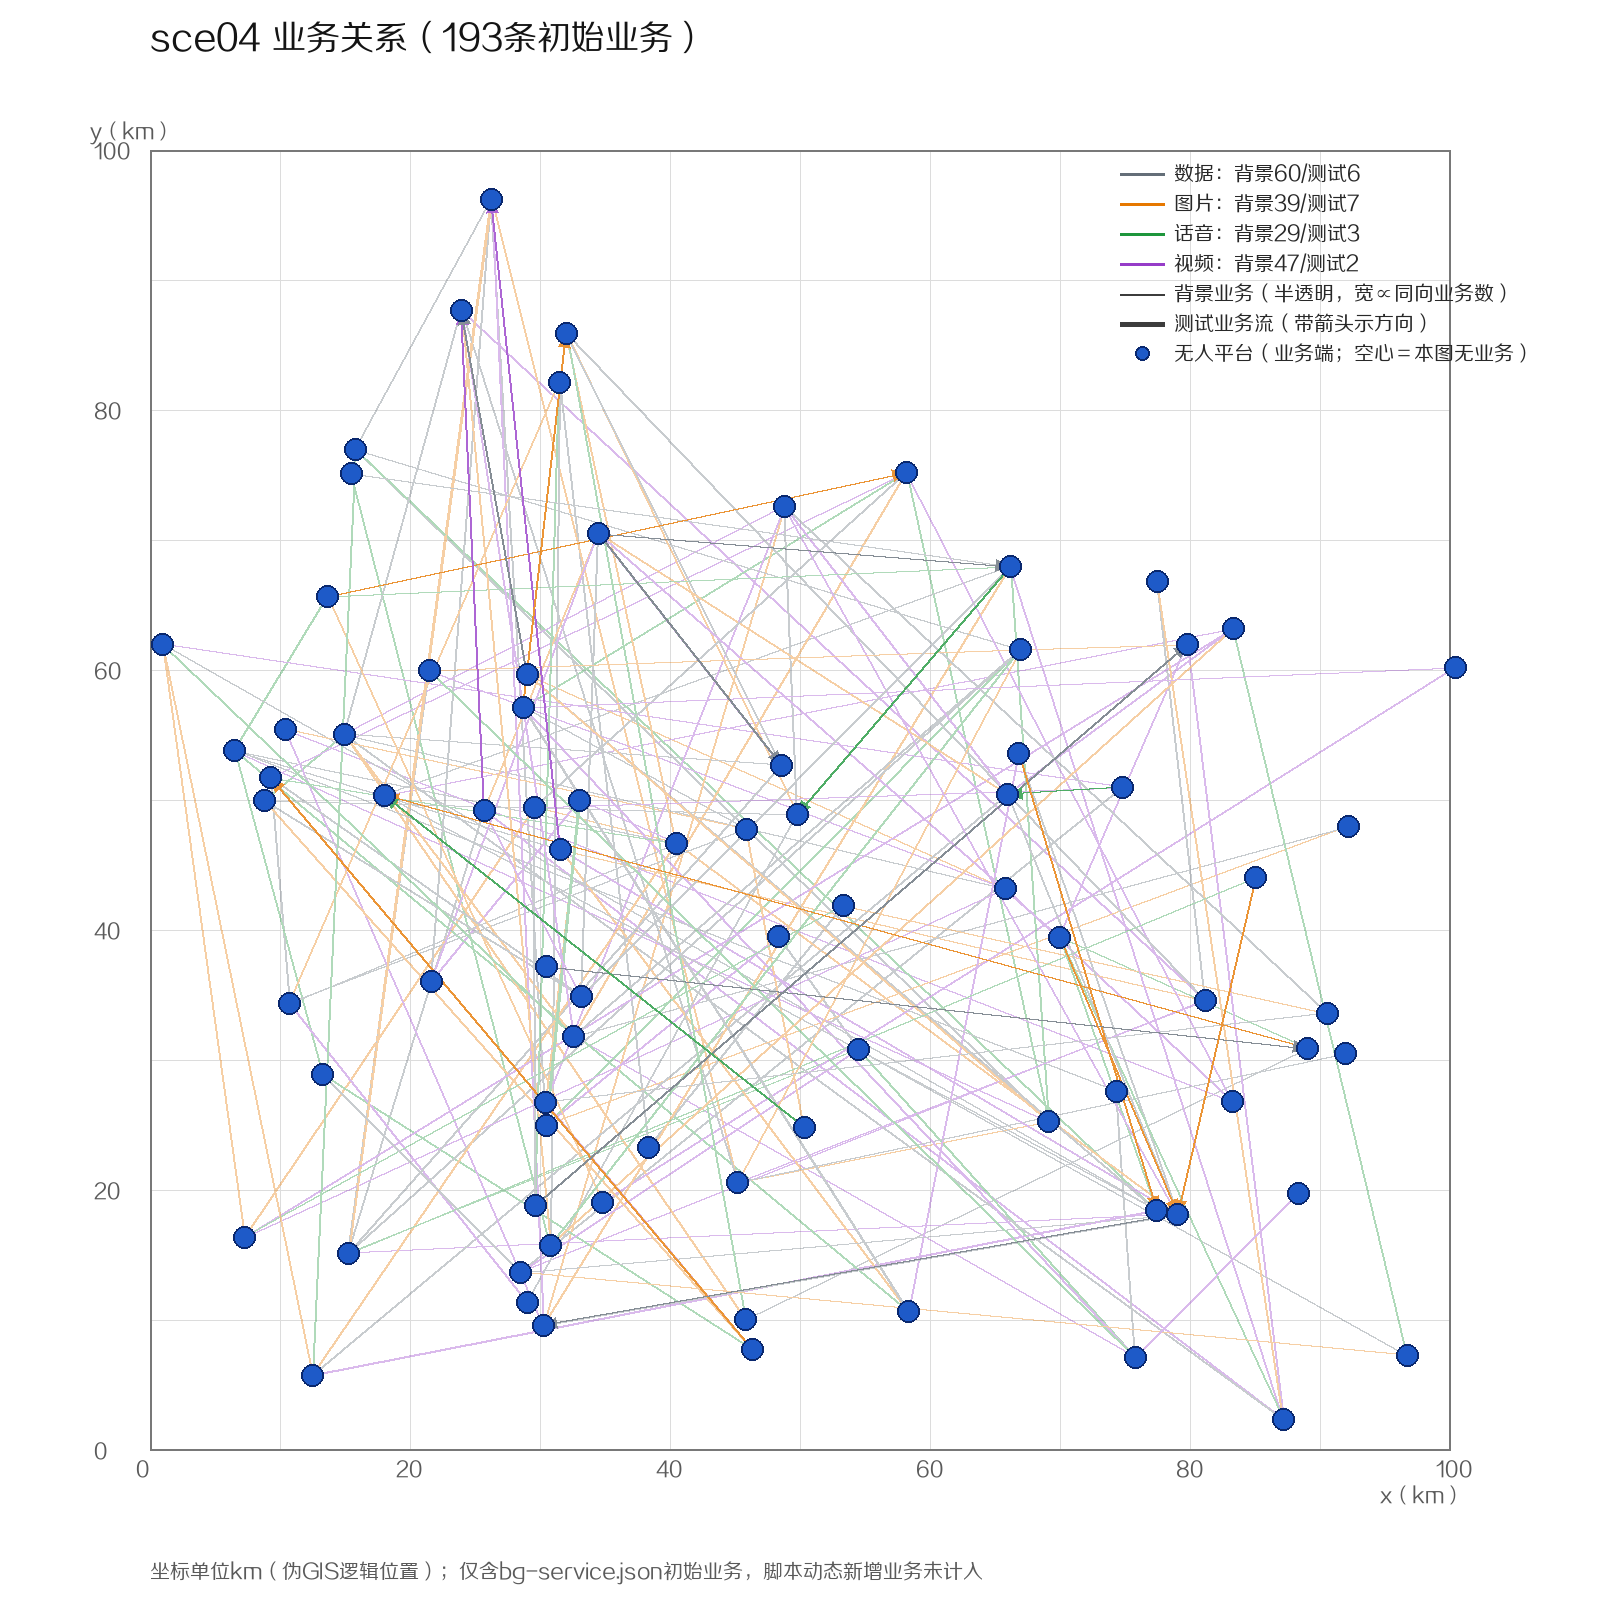 sce04 业务关系（193条初始业务）
y（km）
100
数据：背景60/测试6
图片：背景39/测试7
话音：背景29/测试3
视频：背景47/测试2
背景业务（半透明，宽∝同向业务数）
测试业务流（带箭头示方向）
无人平台（业务端；空心=本图无业务）
80
60
40
20
0
0 20 40 60 80 100
x（km）
坐标单位km（伪GIS逻辑位置）；仅含bg-service.json初始业务，脚本动态新增业务未计入